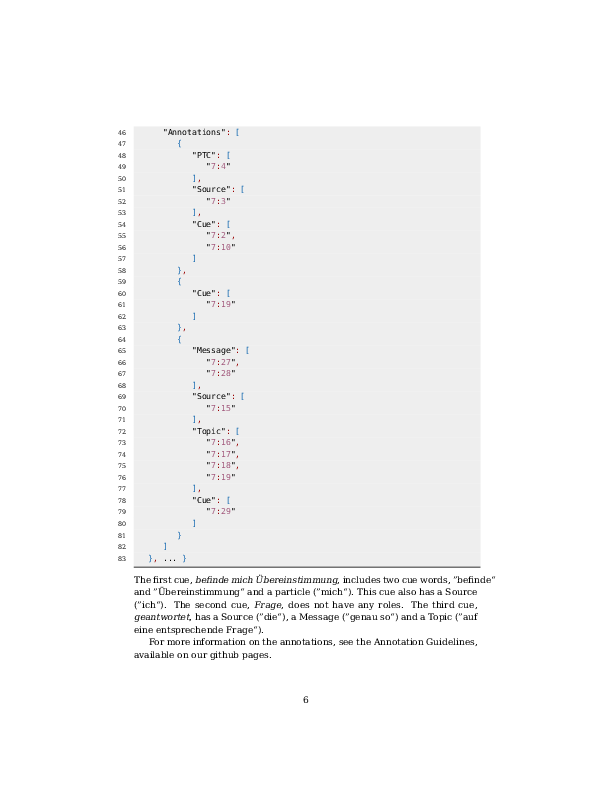 46 "Annotations": [
47 {
48 "PTC": [
49 "7:4"
50 ],
51 "Source": [
52 "7:3"
53 ],
54 "Cue": [
55 "7:2",
56 "7:10"
57 ]
58 },
59 {
60 "Cue": [
61 "7:19"
62 ]
63 },
64 {
65 "Message": [
66 "7:27",
67 "7:28"
68 ],
69 "Source": [
70 "7:15"
71 ],
72 "Topic": [
73 "7:16",
74 "7:17",
75 "7:18",
76 "7:19"
77 ],
78 "Cue": [
79 "7:29"
80 ]
81 }
82 ]
83 }, ... }
The first cue, befinde mich Übereinstimmung, includes two cue words, ”befinde”
and ”Übereinstimmung” and a particle (”mich”). This cue also has a Source
(”ich”). The second cue, Frage, does not have any roles. The third cue,
geantwortet, has a Source (”die”), a Message (”genau so”) and a Topic (”auf
eine entsprechende Frage”).
For more information on the annotations, see the Annotation Guidelines,
available on our github pages.
6